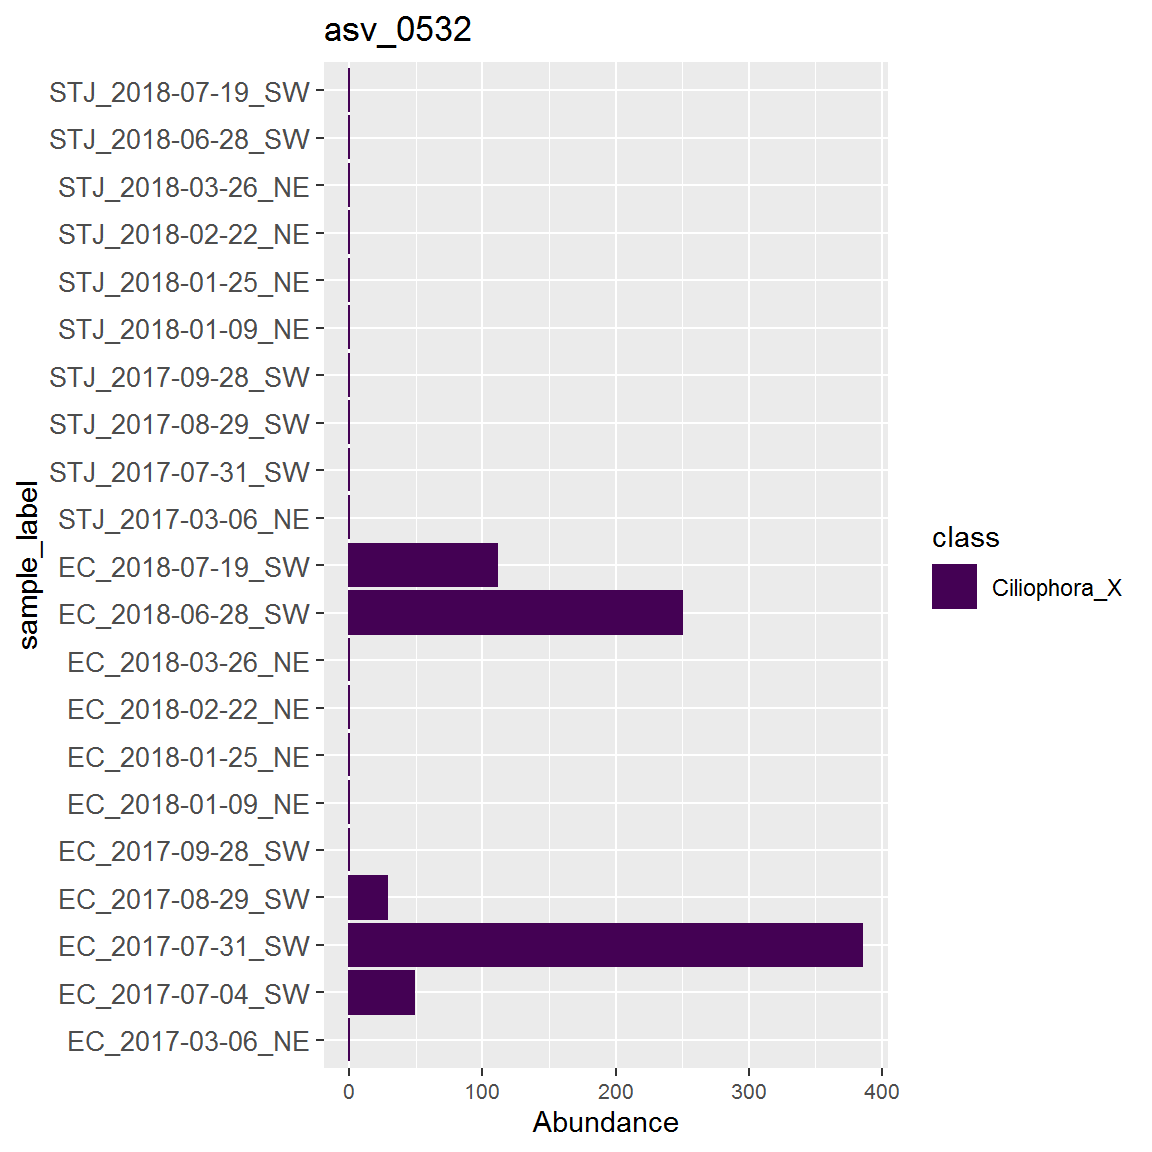 asv_0532
STJ_2018-07-19_SW
STJ_2018-06-28_SW
STJ_2018-03-26_NE
STJ_2018-02-22_NE
STJ_2018-01-25_NE
STJ_2018-01-09_NE
STJ_2017-09-28_SW
STJ_2017-08-29_SW
STJ_2017-07-31_SW
STJ_2017-03-06_NE
EC_2018-07-19_SW
EC_2018-06-28_SW
EC_2018-03-26_NE
EC_2018-02-22_NE
EC_2018-01-25_NE
EC_2018-01-09_NE
EC_2017-09-28_SW
EC_2017-08-29_SW
EC_2017-07-31_SW
EC_2017-07-04_SW
EC_2017-03-06_NE
sample_label
0 100 200 300 400
Abundance
class
Ciliophora_X